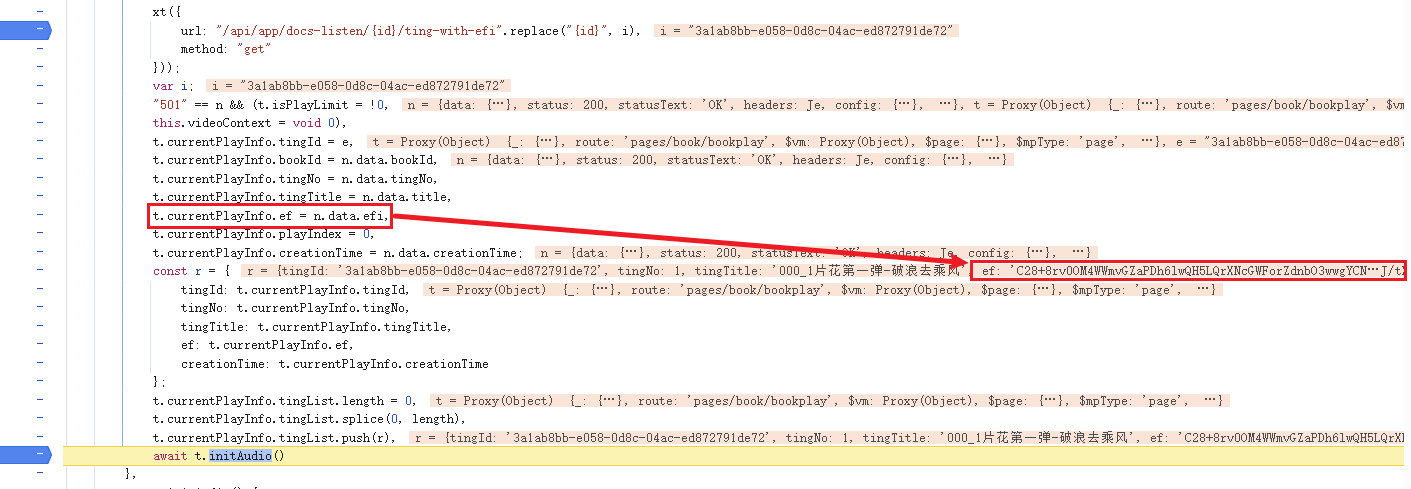 xt({
url: "/api/app/docs-listen/{id}/ting-with-efi".replace("{id}", i), i = "3a1ab8bb-e058-0d8c-04ac-ed872791de72"
method: "get"
}));
var i; i = "3a1ab8bb-e058-0d8c-04ac-ed872791de72"
"501" == n && (t.isPlayLimit = !0, n = {data: {…}, status: 200, statusText: 'OK', headers: Je, config: {…}, …}, t = Proxy(Object) {_: {…}, route: 'pages/book/bookplay', $vm
this.videoContext = void 0),
t.currentPlayInfo.tingId = e, t = Proxy(Object) {_: {…}, route: 'pages/book/bookplay', $vm: Proxy(Object), $page: {…}, $mpType: 'page', …}, e = "3a1ab8bb-e058-0d8c-04ac-ed87
t.currentPlayInfo.bookId = n.data.bookId, n = {data: {…}, status: 200, statusText: 'OK', headers: Je, config: {…}, …}
t.currentPlayInfo.tingNo = n.data.tingNo,
t.currentPlayInfo.tingTitle = n.data.title,
t.currentPlayInfo.ef = n.data.efi,
t.currentPlayInfo.playIndex = 0,
t.currentPlayInfo.creationTime = n.data.creationTime; n = {data: {…}, status: 200, statusText: 'OK', headers: Je, config: {…}, …}
const r = { r = {tingId: '3a1ab8bb-e058-0d8c-04ac-ed872791de72', tingNo: 1, tingTitle: '000_1片花第一弹-破浪去乘风', ef: 'C28+8rvOOM4WWmvGZaPDh6lwQH5LQrXNcGWForZdnbO3wwgYCN…J/t
tingId: t.currentPlayInfo.tingId, t = Proxy(Object) {_: {…}, route: 'pages/book/bookplay', $vm: Proxy(Object), $page: {…}, $mpType: 'page', …}
tingNo: t.currentPlayInfo.tingNo,
tingTitle: t.currentPlayInfo.tingTitle,
ef: t.currentPlayInfo.ef,
creationTime: t.currentPlayInfo.creationTime
};
t.currentPlayInfo.tingList.length = 0, t = Proxy(Object) {_: {…}, route: 'pages/book/bookplay', $vm: Proxy(Object), $page: {…}, $mpType: 'page', …}
t.currentPlayInfo.tingList.splice(0, length),
t.currentPlayInfo.tingList.push(r), r = {tingId: '3a1ab8bb-e058-0d8c-04ac-ed872791de72', tingNo: 1, tingTitle: '000_1片花第一弹-破浪去乘风', ef: 'C28+8rvOOM4WWmvGZaPDh6lwQH5LQrX
await t.initAudio()
},